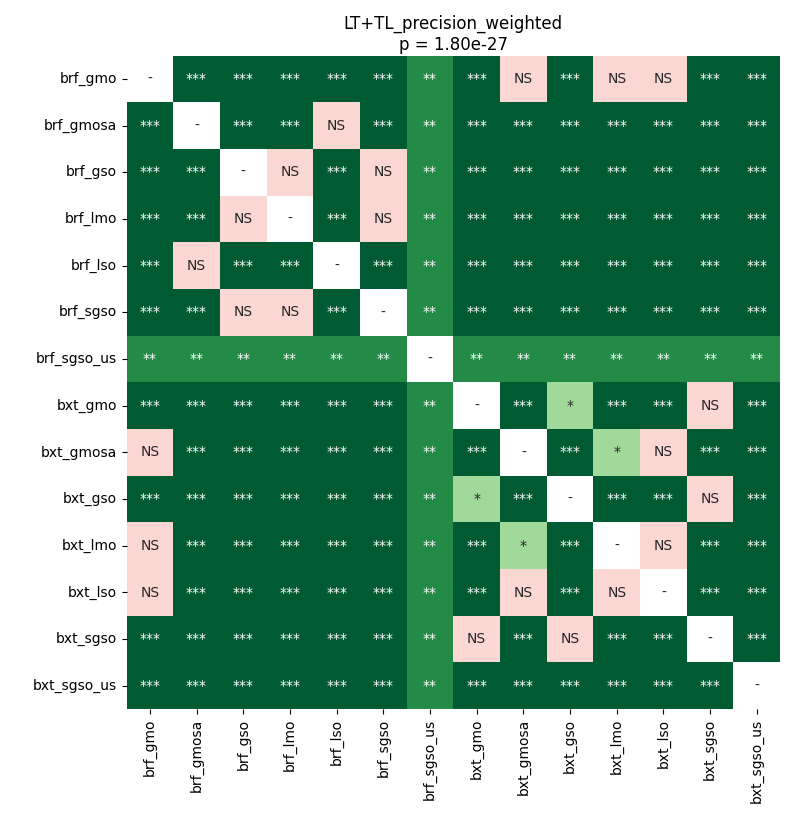 LT+TL_precision_weighted
p = 1.80e-27
brf_gmo - *** *** *** *** *** ** *** NS *** NS NS *** ***
brf_gmosa *** - *** *** NS *** ** *** *** *** *** *** *** ***
brf_gso *** *** - NS *** NS ** *** *** *** *** *** *** ***
brf_lmo *** *** NS - *** NS ** *** *** *** *** *** *** ***
brf_lso *** NS *** *** - *** ** *** *** *** *** *** *** ***
brf_sgso *** *** NS NS *** - ** *** *** *** *** *** *** ***
brf_sgso_us ** ** ** ** ** ** - ** ** ** ** ** ** **
bxt_gmo *** *** *** *** *** *** ** - *** * *** *** NS ***
bxt_gmosa NS *** *** *** *** *** ** *** - *** * NS *** ***
bxt_gso *** *** *** *** *** *** ** * *** - *** *** NS ***
bxt_lmo NS *** *** *** *** *** ** *** * *** - NS *** ***
bxt_lso NS *** *** *** *** *** ** *** NS *** NS - *** ***
bxt_sgso *** *** *** *** *** *** ** NS *** NS *** *** - ***
bxt_sgso_us *** *** *** *** *** *** ** *** *** *** *** *** *** -
brf_gmo brf_gmosa brf_gso brf_lmo brf_lso brf_sgso brf_sgso_us bxt_gmo bxt_gmosa bxt_gso bxt_lmo bxt_lso bxt_sgso bxt_sgso_us